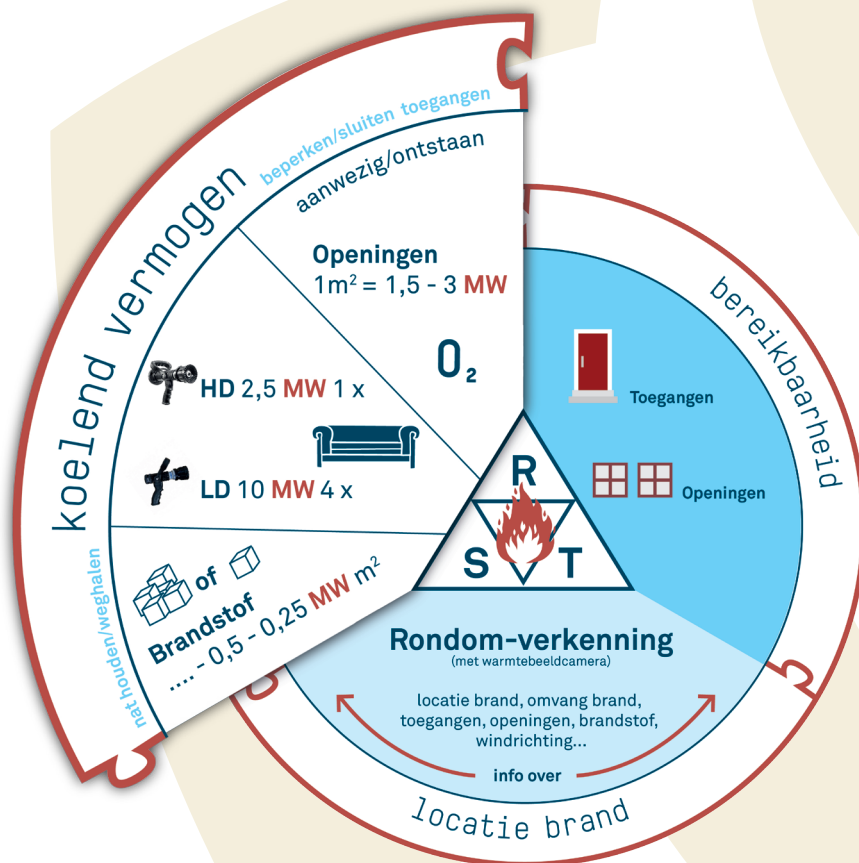 koelend vermogen
beperken/sluiten toegangen
aanwezig/ontstaan
Openingen
1m² = 1,5 - 3 MW
O₂
HD 2,5 MW 1 x
LD 10 MW 4 x
nat houden/weghalen
of
Brandstof
.... - 0,5 - 0,25 MW m²
bereikbaarheid
Toegangen
Openingen
R
S T
Rondom-verkenning
(met warmtebeeldcamera)
locatie brand, omvang brand,
toegangen, openingen, brandstof,
windrichting...
info over
locatie brand